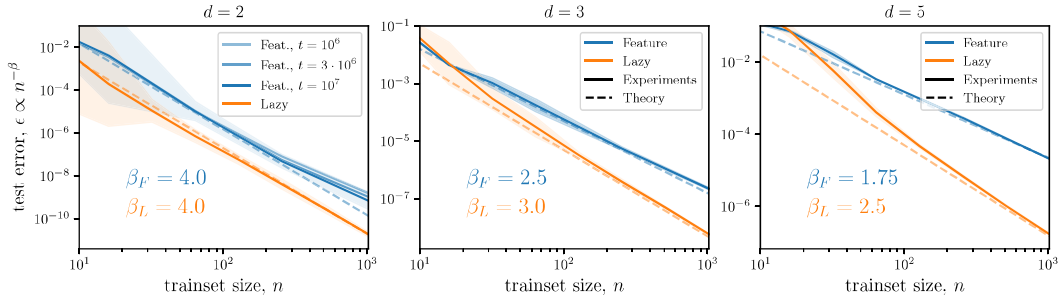 d = 2
test error, ϵ ∝ n^{-β}
10^{-2}
10^{-4}
10^{-6}
10^{-8}
10^{-10}
Feat., t = 10^6
Feat., t = 3 · 10^6
Feat., t = 10^7
Lazy
β_F = 4.0
β_L = 4.0
10^1
10^2
10^3
trainset size, n
d = 3
10^{-1}
10^{-3}
10^{-5}
10^{-7}
Feature
Lazy
Experiments
Theory
β_F = 2.5
β_L = 3.0
10^1
10^2
10^3
trainset size, n
d = 5
10^{-2}
10^{-4}
10^{-6}
Feature
Lazy
Experiments
Theory
β_F = 1.75
β_L = 2.5
10^1
10^2
10^3
trainset size, n